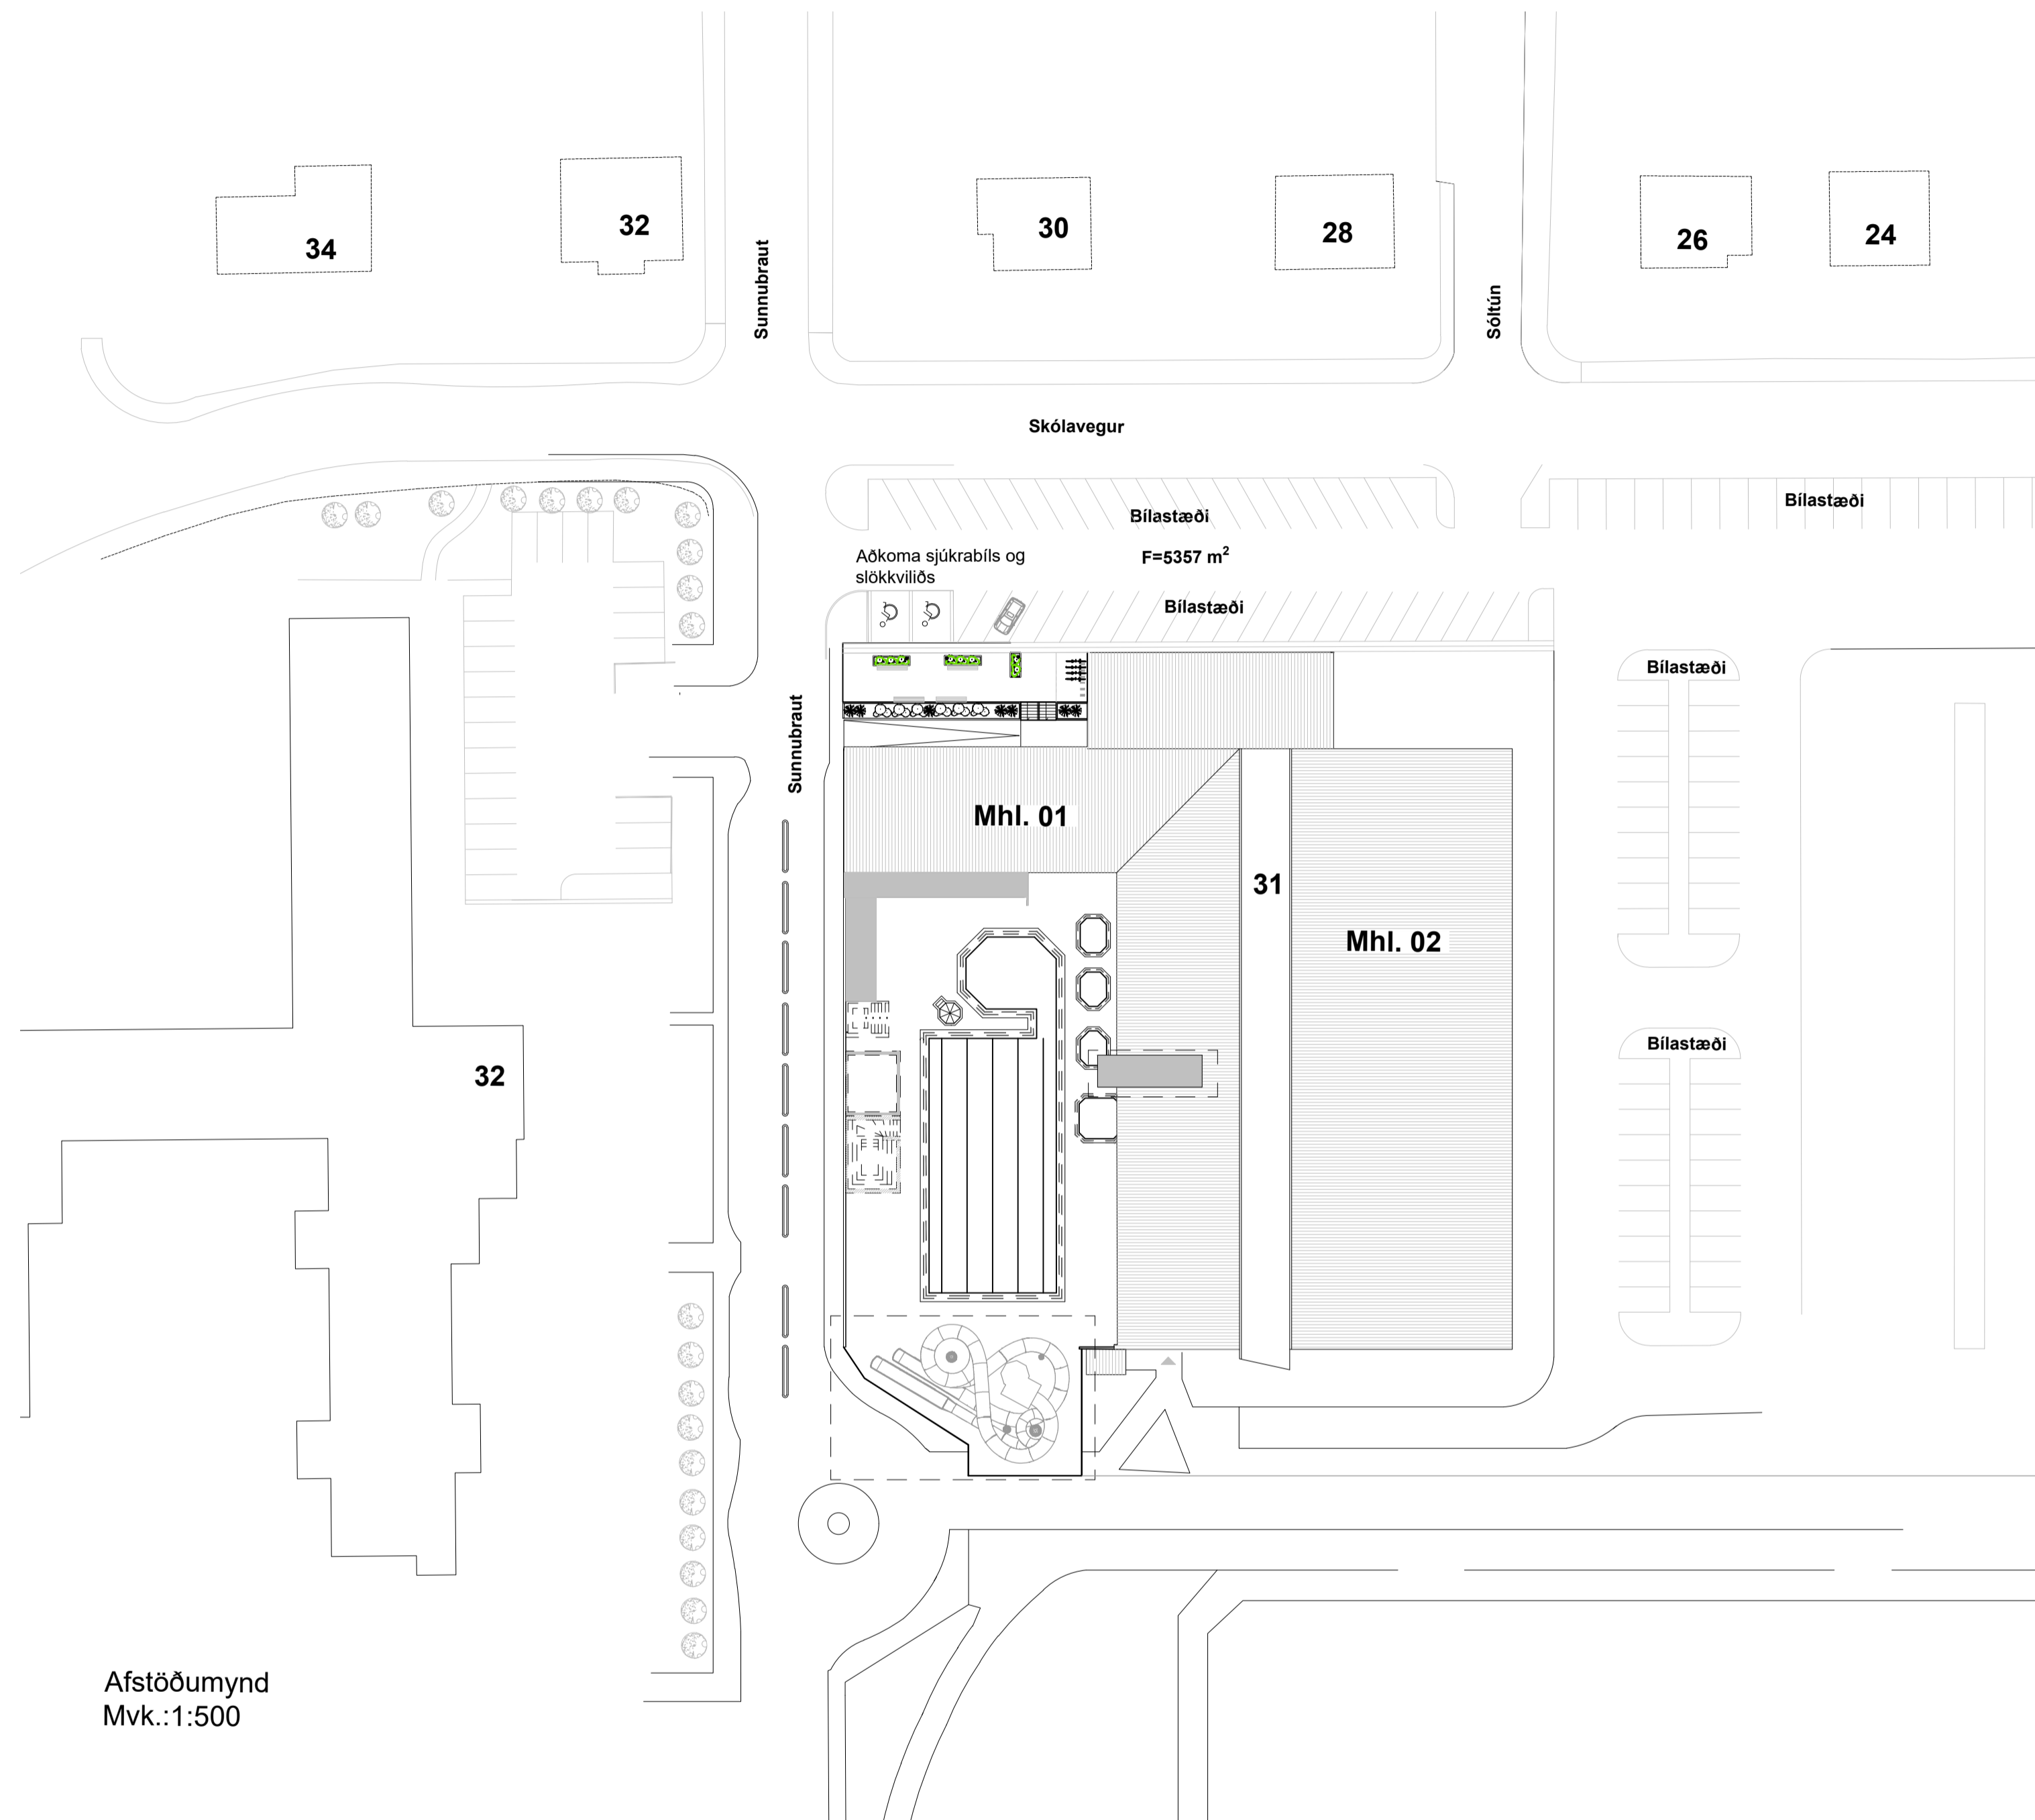 34
32
30
28
26
24
Sunnubraut
Sóltún
Skólavegur
Bílastæði
Bílastæði
Aðkoma sjúkrabíls og
slökkviliðs
F=5357 m²
Bílastæði
Bílastæði
Sunnubraut
Mhl. 01
31
Mhl. 02
Bílastæði
32
Afstöðumynd
Mvk.:1:500